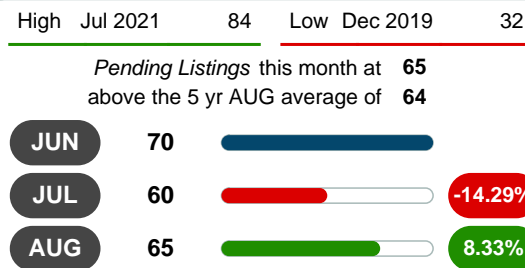 High Jul 2021 84 Low Dec 2019 32
Pending Listings this month at 65
above the 5 yr AUG average of 64
JUN 70
JUL 60 -14.29%
AUG 65 8.33%